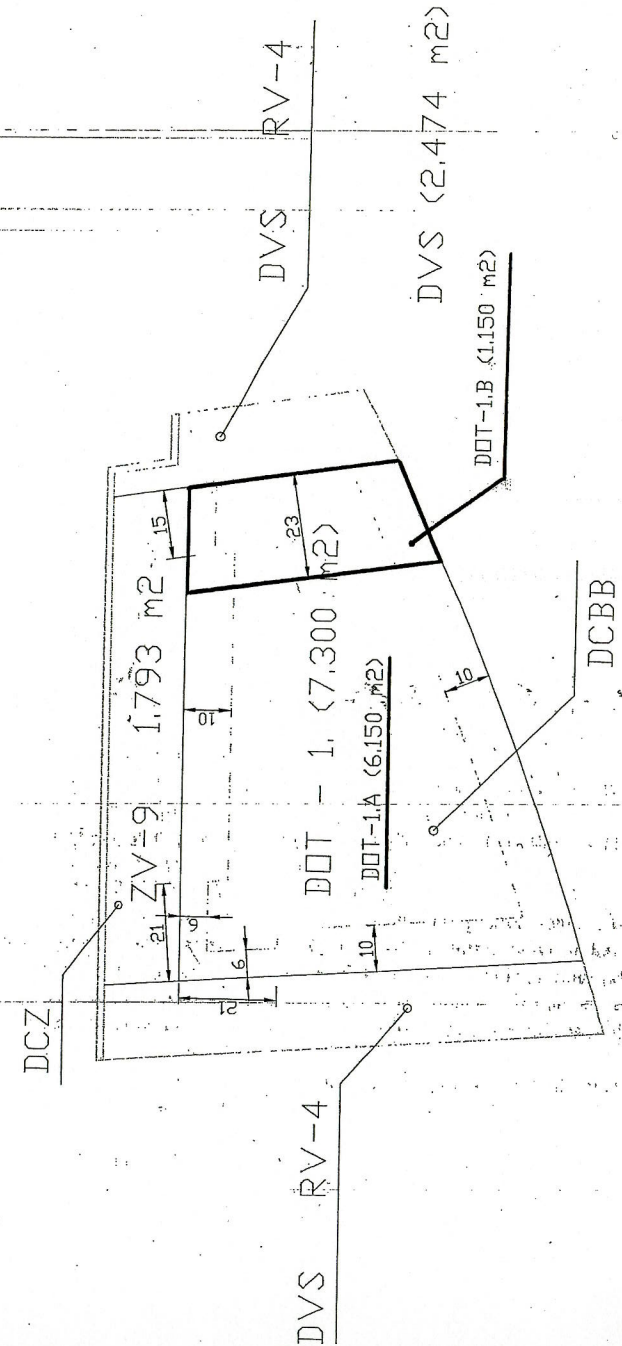 DCZ
ZV-9 1.793 m2
DVS RV-4
DVS (2.474 m2)
15
23
10
DOT - 1. (7.300 m2)
DOT-1.A (6.150 m2)
DOT-1.B (1.150 m2)
21
6
6
21
10
10
DCBB
DVS RV-4